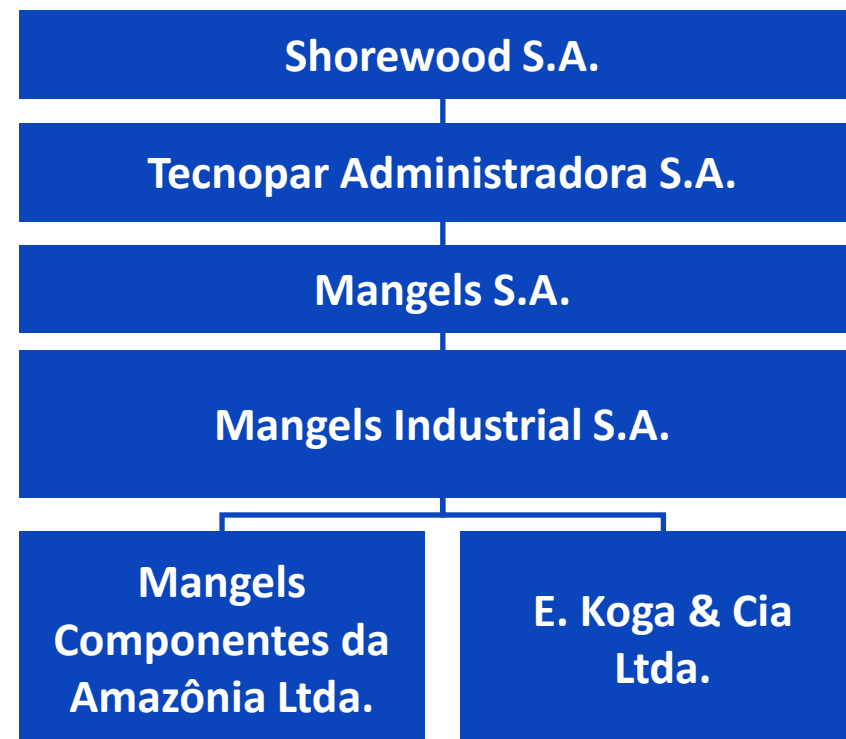 Shorewood S.A.
Tecnopar Administradora S.A.
Mangels S.A.
Mangels Industrial S.A.
Mangels
Componentes da
Amazônia Ltda.
E. Koga & Cia
Ltda.